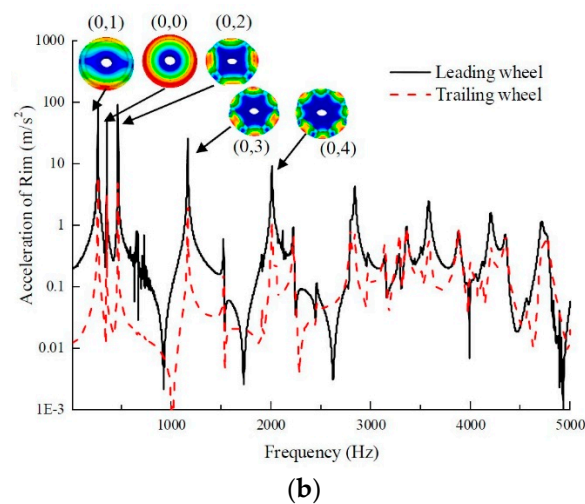 (0,1) (0,0) (0,2)
1000
Leading wheel
Trailing wheel
100
(0,3) (0,4)
10
1
0.1
0.01
1E-3
Acceleration of Rim (m/s²)
1000 2000 3000 4000 5000
Frequency (Hz)
(b)